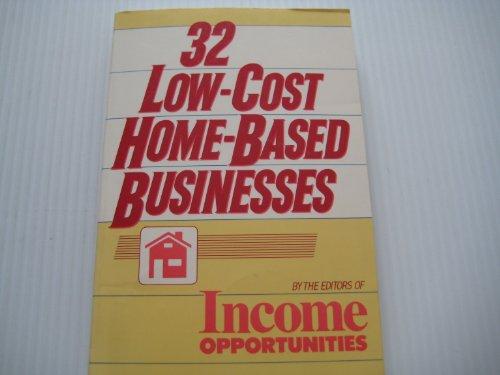 32
LOW-COST
HOME-BASED
BUSINESSES
BY THE EDITORS OF
Income
OPPORTUNITIES